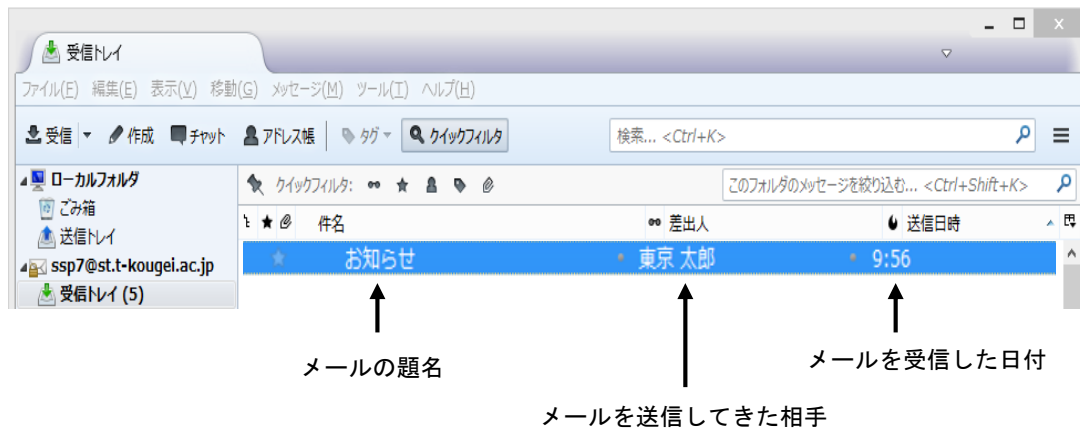 受信トレイ
ファイル(F) 編集(E) 表示(V) 移動(G) メッセージ(M) ツール(T) ヘルプ(H)
受信 作成 チャット アドレス帳 タグ クイックフィルタ 検索... <Ctrl+K>
ローカルフォルダ クイックフィルタ: このフォルダのメッセージを絞り込む... <Ctrl+Shift+K>
ごみ箱 件名 差出人 送信日時
送信トレイ
お知らせ 東京 太郎 9:56
ssp7@st.t-kougei.ac.jp
受信トレイ (5)
メールの題名
メールを送信してきた相手
メールを受信した日付